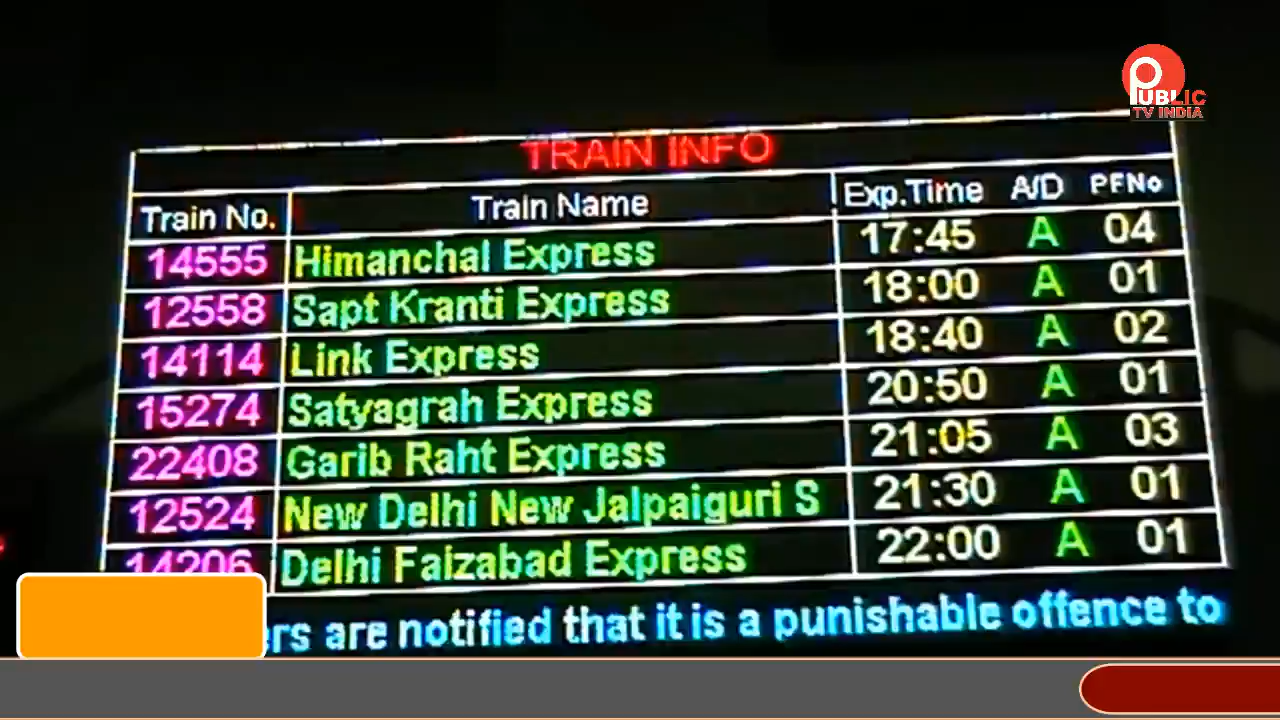 PUBLIC
TV INDIA
TRAIN INFO
Train No. Train Name Exp.Time A/D PFNo
14555 Himanchal Express 17:45 A 04
12558 Sapt Kranti Express 18:00 A 01
14114 Link Express 18:40 A 02
15274 Satyagrah Express 20:50 A 01
22408 Garib Raht Express 21:05 A 03
12524 New Delhi New Jalpaiguri S 21:30 A 01
14206 Delhi Faizabad Express 22:00 A 01
ers are notified that it is a punishable offence to